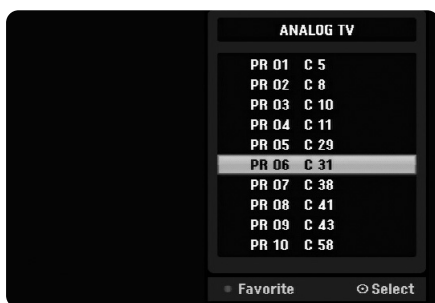 ANALOG TV
PR 01 C 5
PR 02 C 8
PR 03 C 10
PR 04 C 11
PR 05 C 29
PR 06 C 31
PR 07 C 38
PR 08 C 41
PR 09 C 43
PR 10 C 58
Favorite ⊙ Select